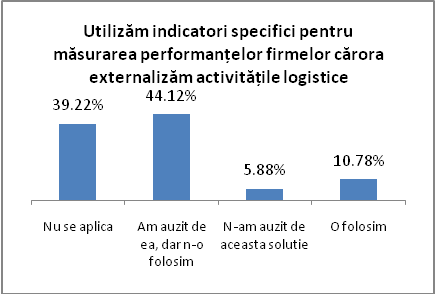 Utilizăm indicatori specifici pentru
măsurarea performanțelor firmelor cărora
externalizăm activitățile logistice
39.22%
44.12%
5.88%
10.78%
Nu se aplica
Am auzit de
ea, dar n-o
folosim
N-am auzit de
aceasta solutie
O folosim